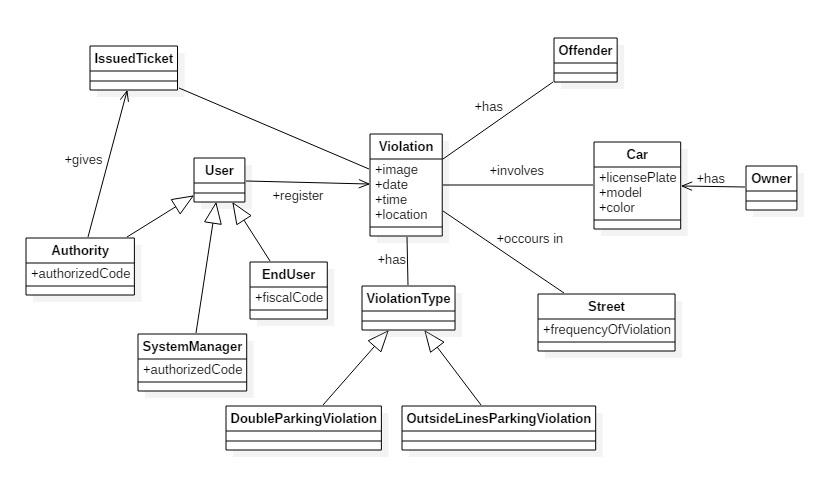 Offender
IssuedTicket
+has
Violation
+image
+date
+time
+location
Car
+licensePlate
+model
+color
+gives
User
+involves
+has
Owner
+register
Authority
+authorizedCode
+occours in
+has
EndUser
+fiscalCode
ViolationType
Street
+frequencyOfViolation
SystemManager
+authorizedCode
DoubleParkingViolation
OutsideLinesParkingViolation